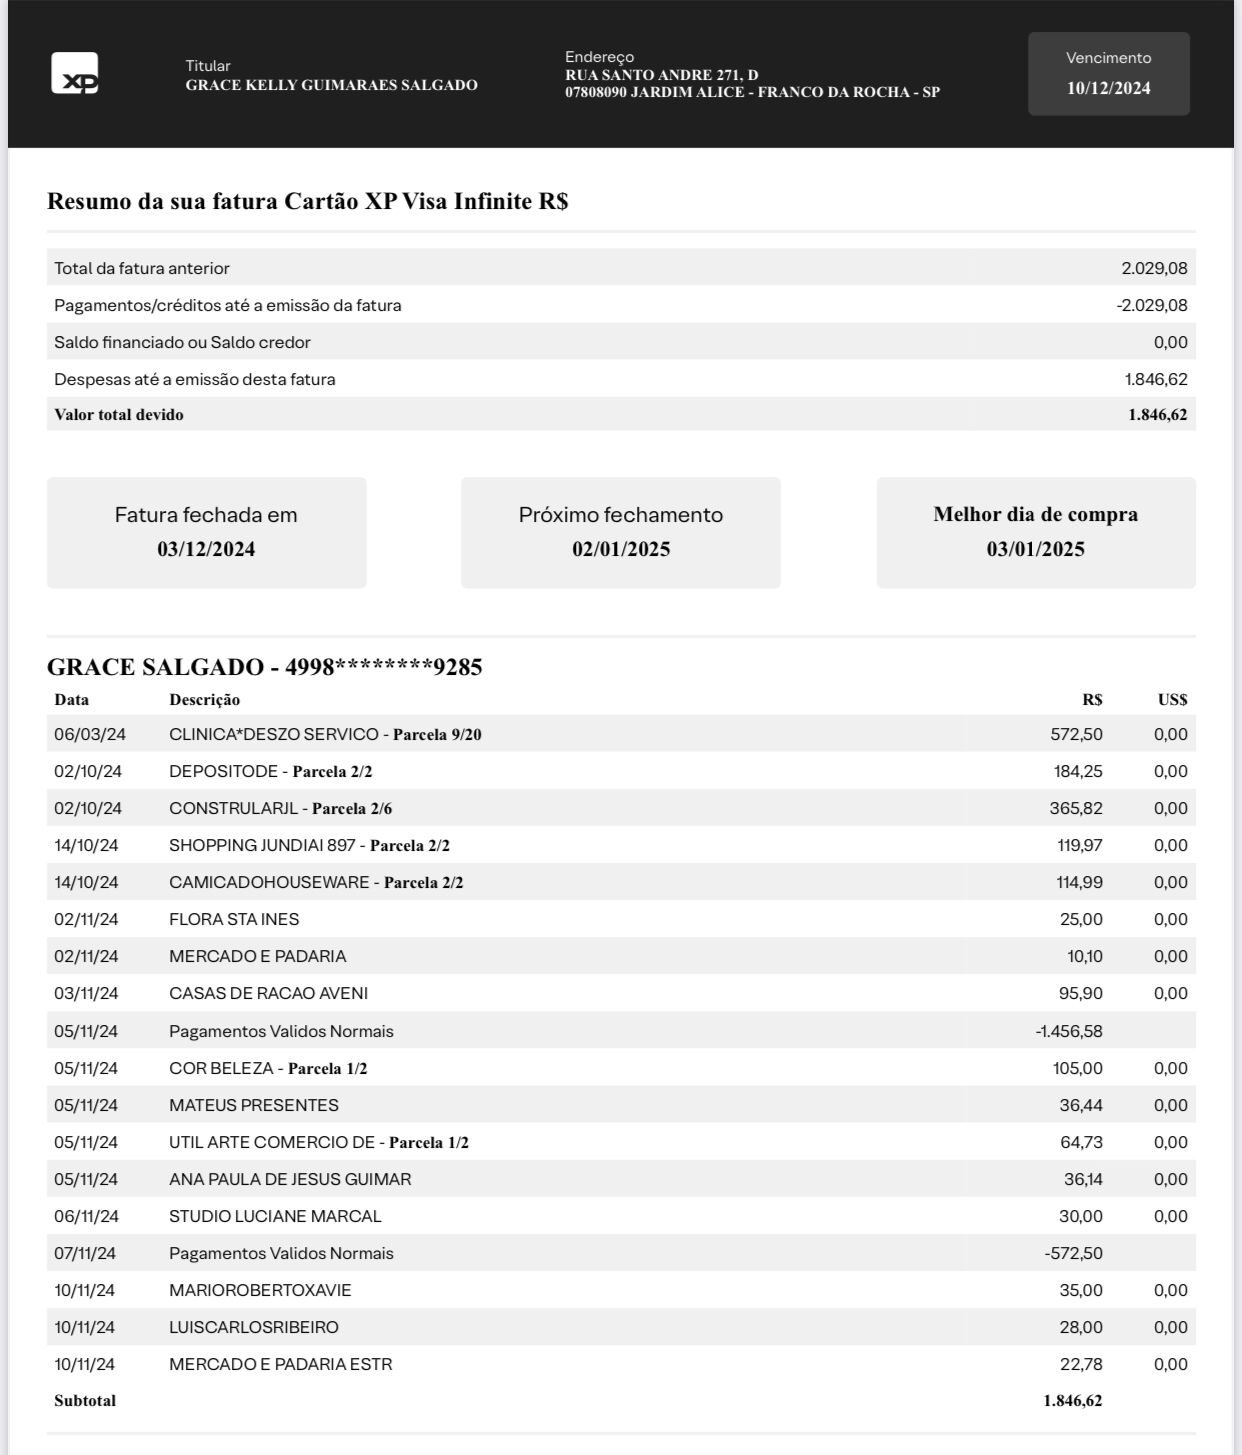 XP
Titular
GRACE KELLY GUIMARAES SALGADO
Endereço
RUA SANTO ANDRE 271, D
07808090 JARDIM ALICE - FRANCO DA ROCHA - SP
Vencimento
10/12/2024
Resumo da sua fatura Cartão XP Visa Infinite R$
Total da fatura anterior 2.029,08
Pagamentos/créditos até a emissão da fatura -2.029,08
Saldo financiado ou Saldo credor 0,00
Despesas até a emissão desta fatura 1.846,62
Valor total devido 1.846,62
Fatura fechada em
03/12/2024
Próximo fechamento
02/01/2025
Melhor dia de compra
03/01/2025
GRACE SALGADO - 4998********9285
Data Descrição R$ US$
06/03/24 CLINICA*DESZO SERVICO - Parcela 9/20 572,50 0,00
02/10/24 DEPOSITODE - Parcela 2/2 184,25 0,00
02/10/24 CONSTRULARJL - Parcela 2/6 365,82 0,00
14/10/24 SHOPPING JUNDIAI 897 - Parcela 2/2 119,97 0,00
14/10/24 CAMICADOHOUSEWARE - Parcela 2/2 114,99 0,00
02/11/24 FLORA STA INES 25,00 0,00
02/11/24 MERCADO E PADARIA 10,10 0,00
03/11/24 CASAS DE RACAO AVENI 95,90 0,00
05/11/24 Pagamentos Validos Normais -1.456,58
05/11/24 COR BELEZA - Parcela 1/2 105,00 0,00
05/11/24 MATEUS PRESENTES 36,44 0,00
05/11/24 UTIL ARTE COMERCIO DE - Parcela 1/2 64,73 0,00
05/11/24 ANA PAULA DE JESUS GUIMAR 36,14 0,00
06/11/24 STUDIO LUCIANE MARCAL 30,00 0,00
07/11/24 Pagamentos Validos Normais -572,50
10/11/24 MARIOROBERTOXAVIE 35,00 0,00
10/11/24 LUISCARLOSRIBEIRO 28,00 0,00
10/11/24 MERCADO E PADARIA ESTR 22,78 0,00
Subtotal 1.846,62